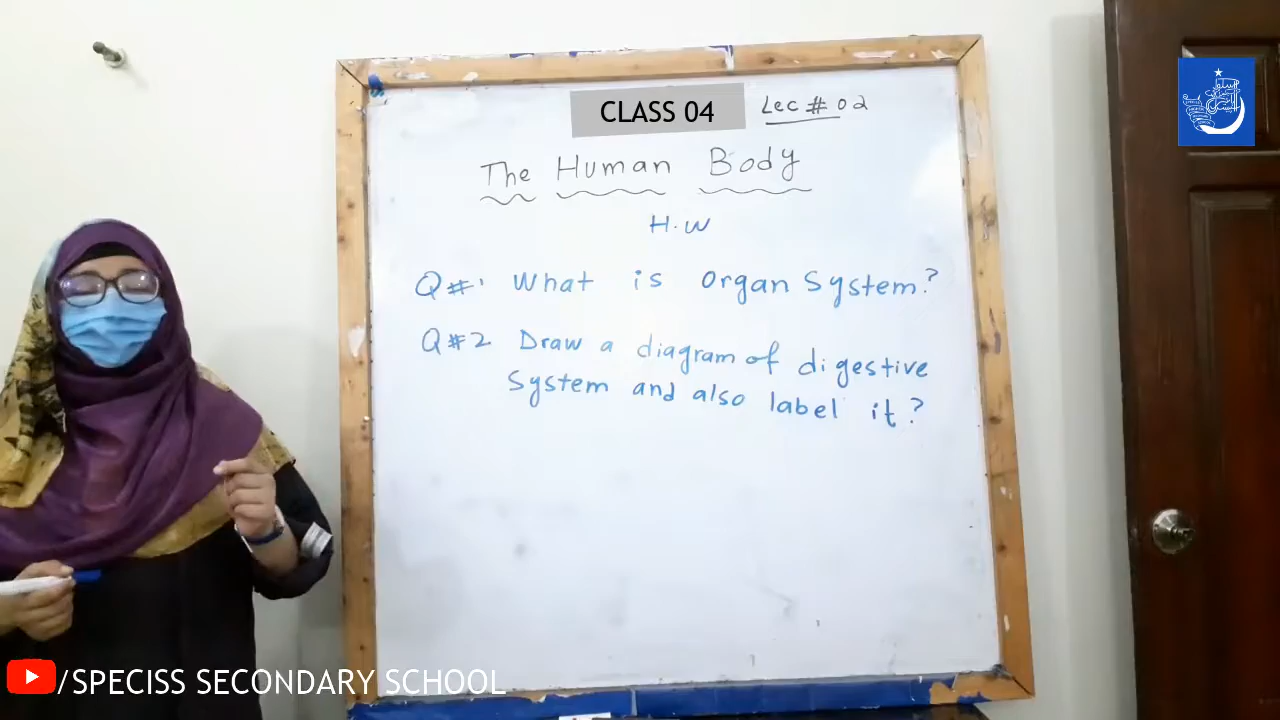 CLASS 04
Lec # 02
The Human Body
H.W
Q#1 What is organ System?
Q#2 Draw a diagram of digestive
System and also label it?
/SPECISS SECONDARY SCHOOL